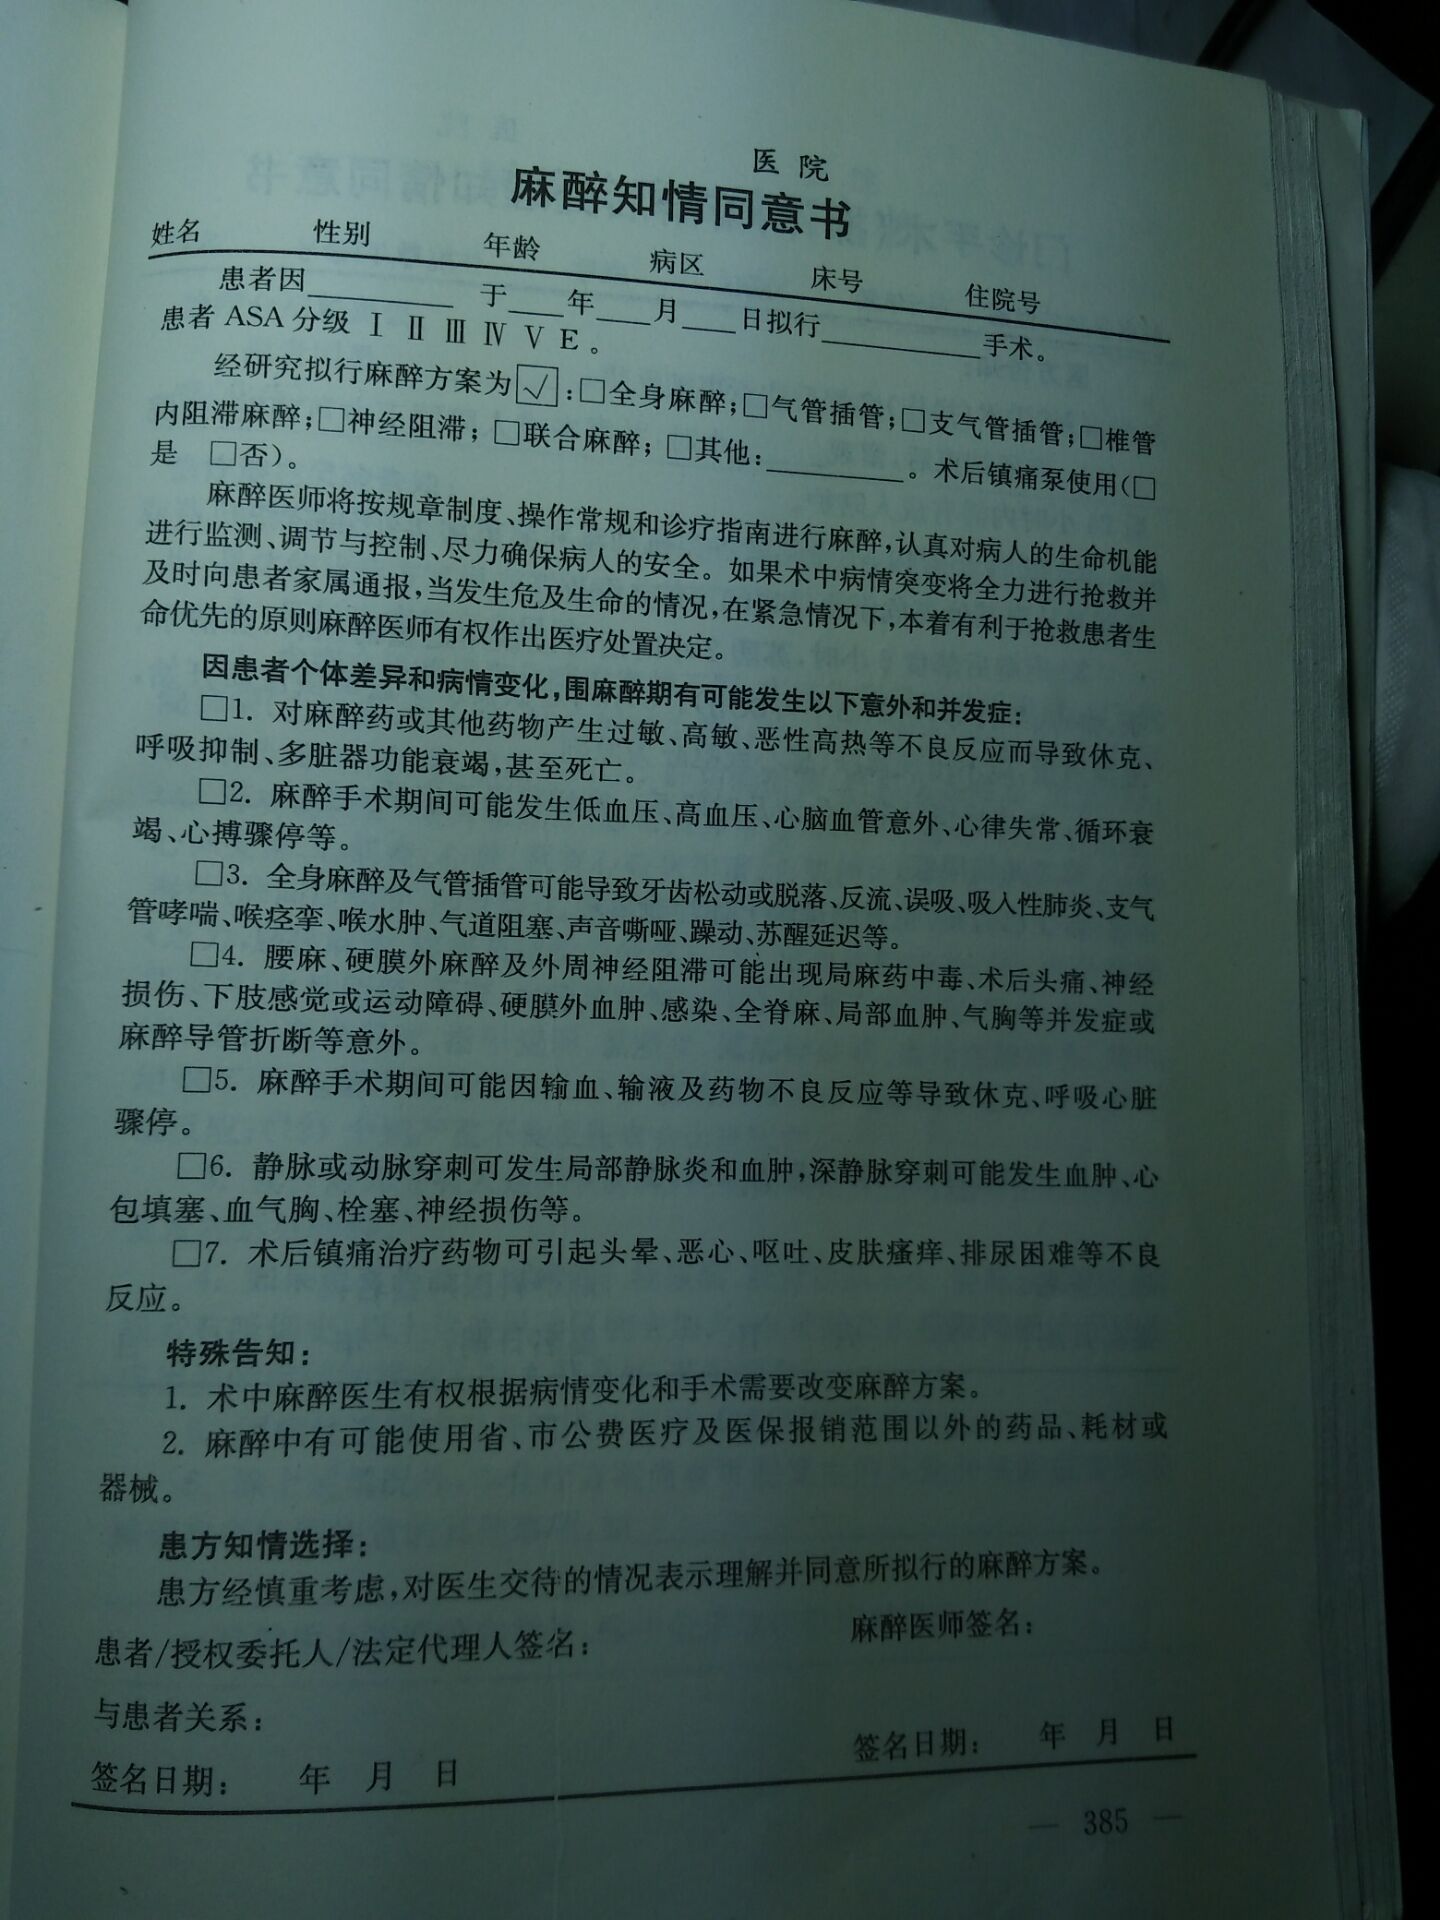 医院
麻醉知情同意书
姓名 性别 年龄 病区 床号 住院号
患者因__________ 于____年____月____日拟行__________手术。
患者 ASA 分级 Ⅰ Ⅱ Ⅲ Ⅳ Ⅴ E 。
经研究拟行麻醉方案为☑:□全身麻醉;□气管插管;□支气管插管;□椎管
内阻滞麻醉;□神经阻滞;□联合麻醉;□其他:__________。术后镇痛泵使用(□
是 □否)。
麻醉医师将按规章制度、操作常规和诊疗指南进行麻醉,认真对病人的生命机能
进行监测、调节与控制、尽力确保病人的安全。如果术中病情突变将全力进行抢救并
及时向患者家属通报,当发生危及生命的情况,在紧急情况下,本着有利于抢救患者生
命优先的原则麻醉医师有权作出医疗处置决定。
因患者个体差异和病情变化,围麻醉期有可能发生以下意外和并发症:
□1. 对麻醉药或其他药物产生过敏、高敏、恶性高热等不良反应而导致休克、
呼吸抑制、多脏器功能衰竭,甚至死亡。
□2. 麻醉手术期间可能发生低血压、高血压、心脑血管意外、心律失常、循环衰
竭、心搏骤停等。
□3. 全身麻醉及气管插管可能导致牙齿松动或脱落、反流、误吸、吸入性肺炎、支气
管哮喘、喉痉挛、喉水肿、气道阻塞、声音嘶哑、躁动、苏醒延迟等。
□4. 腰麻、硬膜外麻醉及外周神经阻滞可能出现局麻药中毒、术后头痛、神经
损伤、下肢感觉或运动障碍、硬膜外血肿、感染、全脊麻、局部血肿、气胸等并发症或
麻醉导管折断等意外。
□5. 麻醉手术期间可能因输血、输液及药物不良反应等导致休克、呼吸心脏
骤停。
□6. 静脉或动脉穿刺可发生局部静脉炎和血肿,深静脉穿刺可能发生血肿、心
包填塞、血气胸、栓塞、神经损伤等。
□7. 术后镇痛治疗药物可引起头晕、恶心、呕吐、皮肤瘙痒、排尿困难等不良
反应。
特殊告知:
1. 术中麻醉医生有权根据病情变化和手术需要改变麻醉方案。
2. 麻醉中有可能使用省、市公费医疗及医保报销范围以外的药品、耗材或
器械。
患方知情选择:
患方经慎重考虑,对医生交待的情况表示理解并同意所拟行的麻醉方案。
患者/授权委托人/法定代理人签名: 麻醉医师签名:
与患者关系:
签名日期: 年 月 日 签名日期: 年 月 日
— 385 —